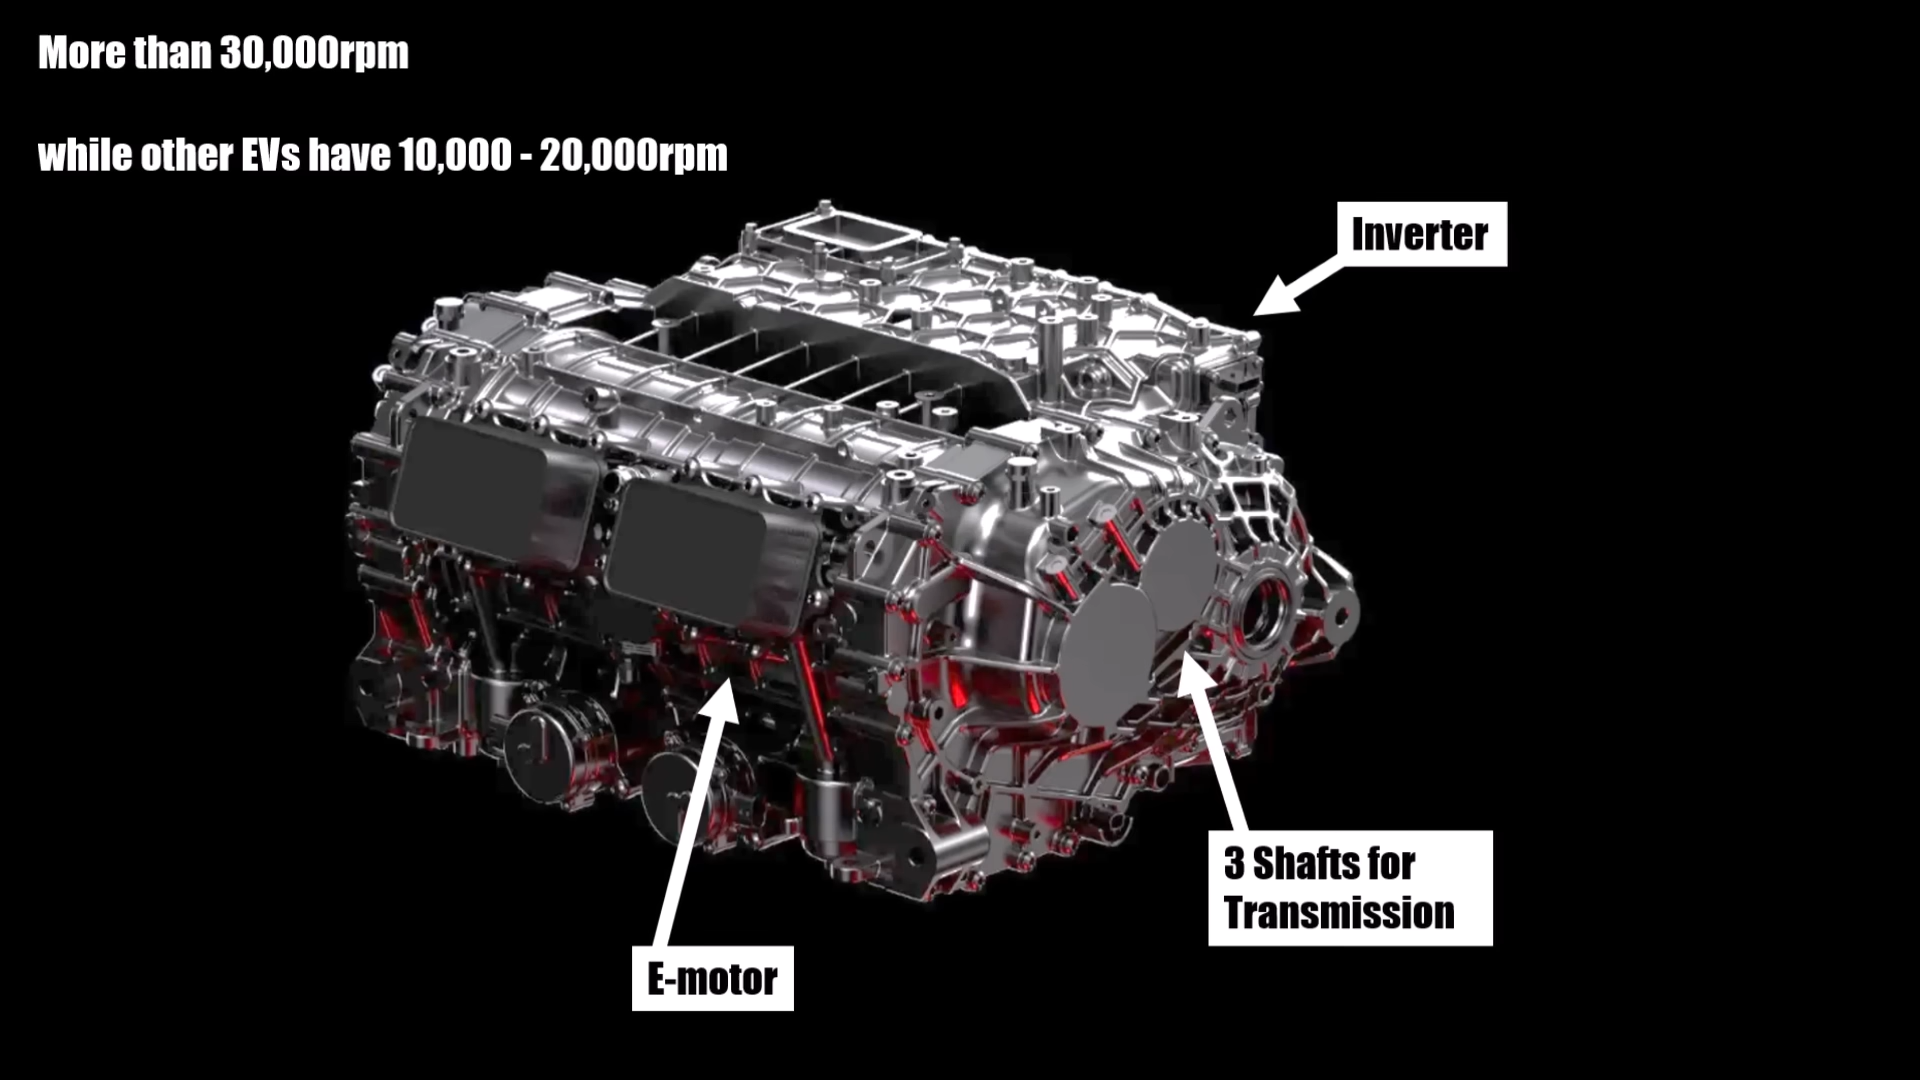 More than 30,000rpm
while other EVs have 10,000 - 20,000rpm
Inverter
3 Shafts for
Transmission
E-motor